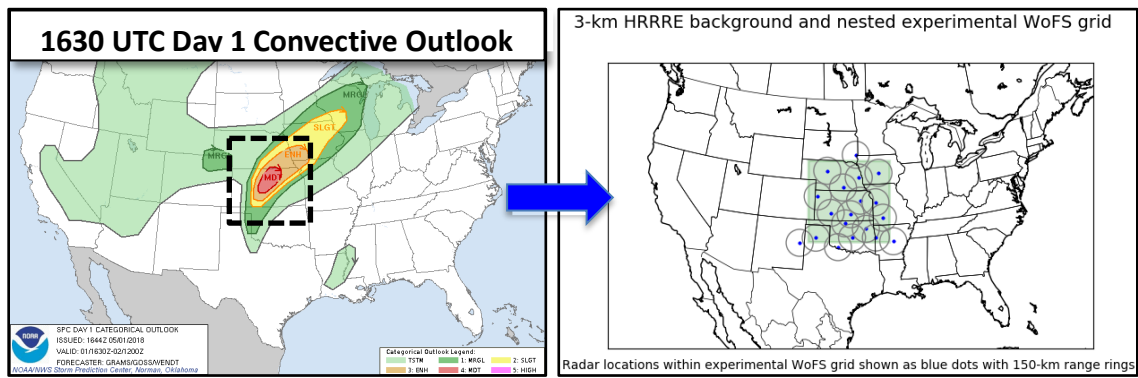 1630 UTC Day 1 Convective Outlook
MRGL
SLGT
MRGL
ENH
MDT
NOAA
SPC DAY 1 CATEGORICAL OUTLOOK
ISSUED: 1644Z 05/01/2018
VALID: 01/1630Z-02/1200Z
FORECASTER: GRAMS/GOSS/WENDT
NOAA/NWS Storm Prediction Center, Norman, Oklahoma
Categorical Outlook Legend:
TSTM 1: MRGL 2: SLGT
3: ENH 4: MDT 5: HIGH
3-km HRRRE background and nested experimental WoFS grid
Radar locations within experimental WoFS grid shown as blue dots with 150-km range rings